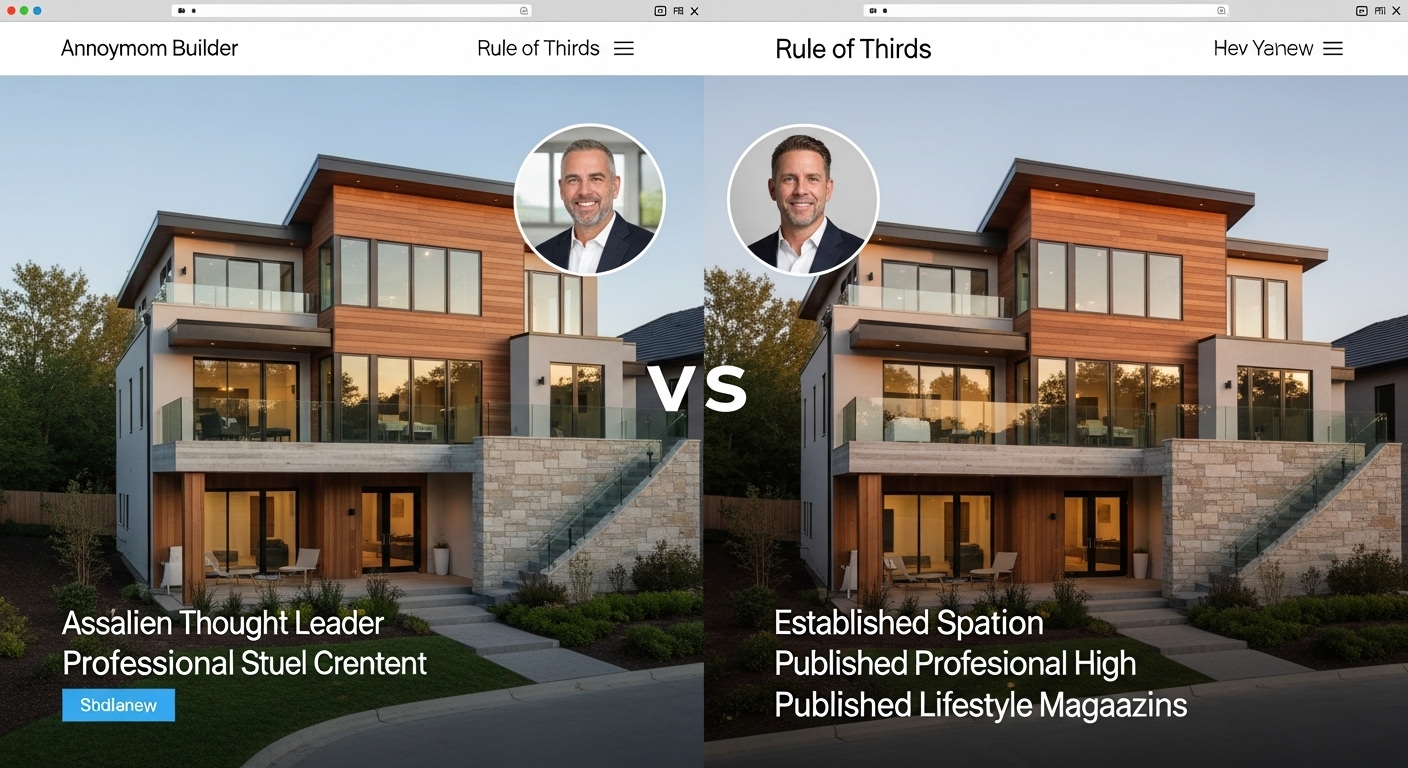 Annoymom Builder
Rule of Thirds
Rule of Thirds
Hev Yanew
VS
Assalien Thought Leader
Professional Stuel Crentent
Sbdlanew
Established Spation
Published Profesional High
Published Lifestyle Magaazins